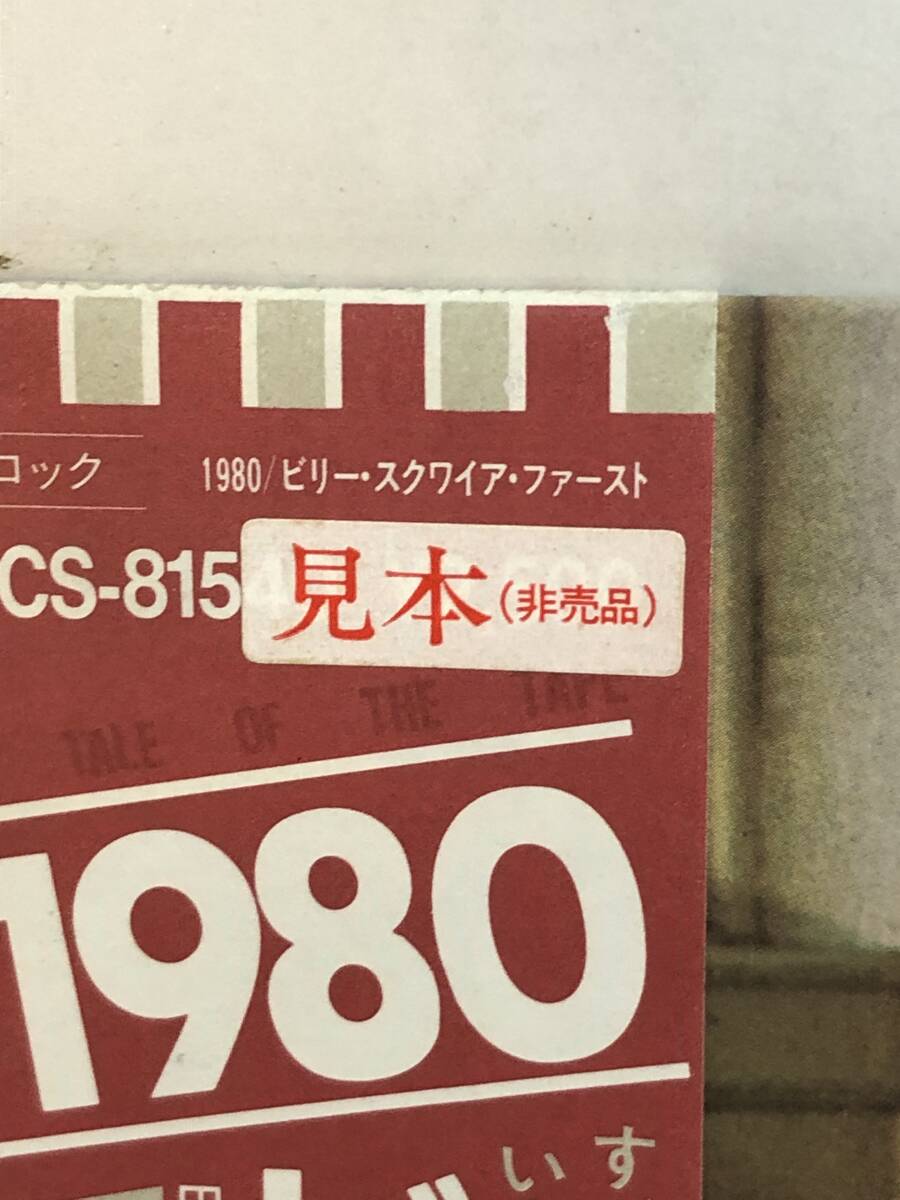 ロック
1980/ビリー・スクワイア・ファースト
CS-8154
見本(非売品)
TALE OF THE TAPE
1980
いす